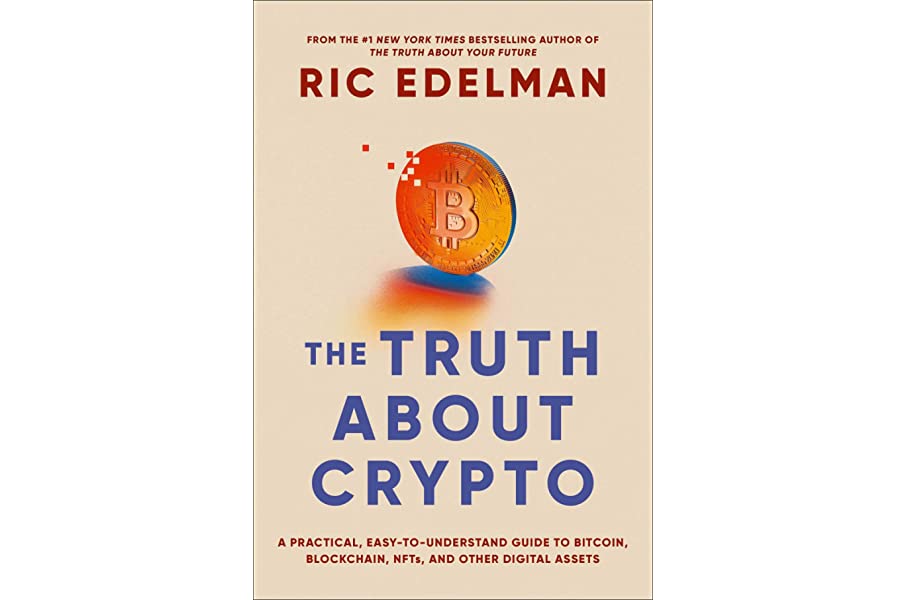 FROM THE #1 NEW YORK TIMES BESTSELLING AUTHOR OF
THE TRUTH ABOUT YOUR FUTURE
RIC EDELMAN
THE TRUTH
ABOUT
CRYPTO
A PRACTICAL, EASY-TO-UNDERSTAND GUIDE TO BITCOIN,
BLOCKCHAIN, NFTs, AND OTHER DIGITAL ASSETS